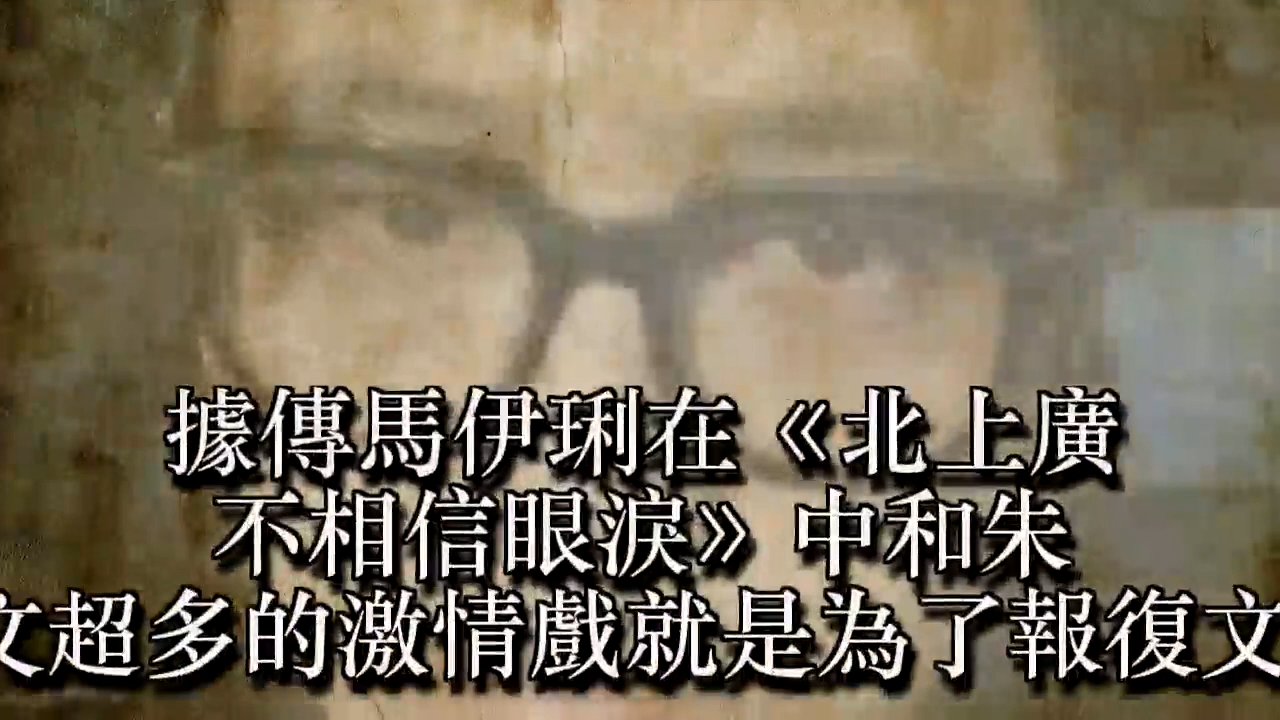 據傳馬伊琍在《北上廣
不相信眼淚》中和朱
文超多的激情戲就是為了報復文